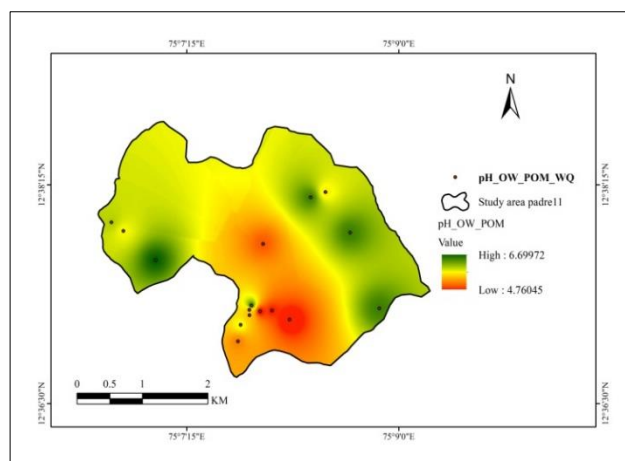 75°7'15"E
75°9'0"E
N
12°38'15"N
12°38'15"N
pH_OW_POM_WQ
Study area padre11
pH_OW_POM
Value
High : 6.69972
Low : 4.76045
0 0.5 1 2
KM
12°36'30"N
12°36'30"N
75°7'15"E
75°9'0"E